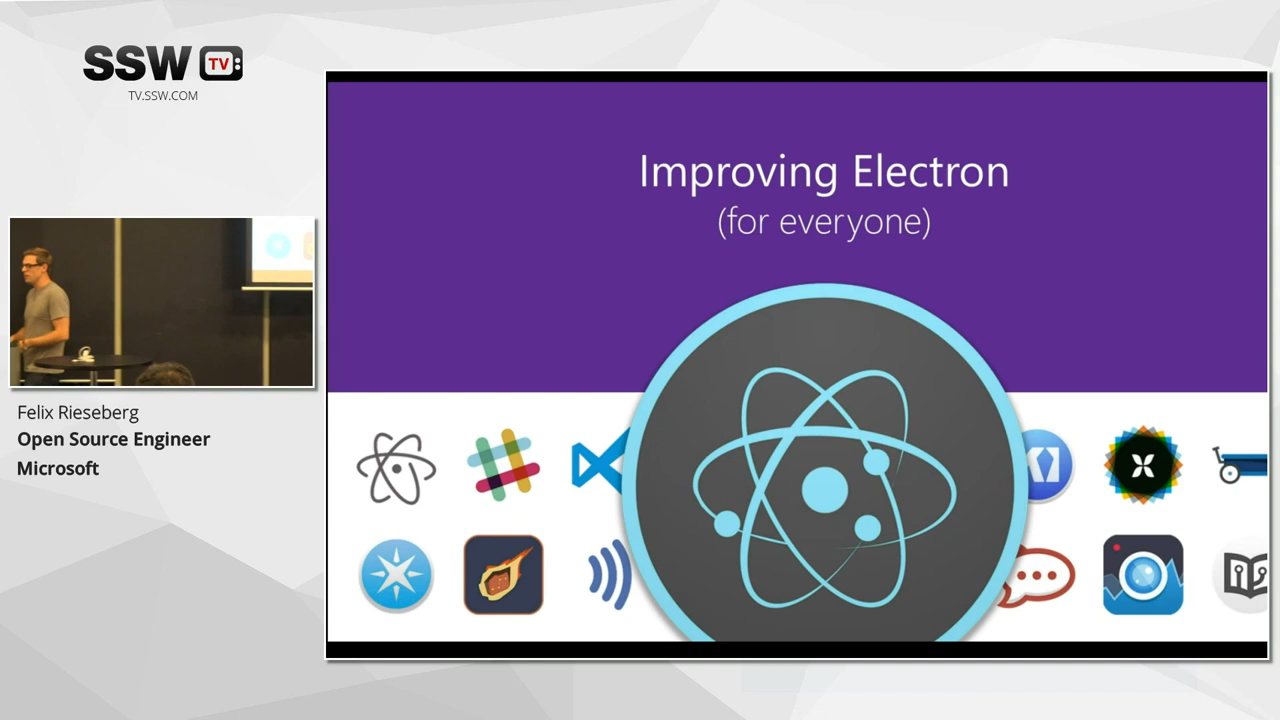 SSW TV
TV.SSW.COM
Improving Electron
(for everyone)
Felix Rieseberg
Open Source Engineer
Microsoft